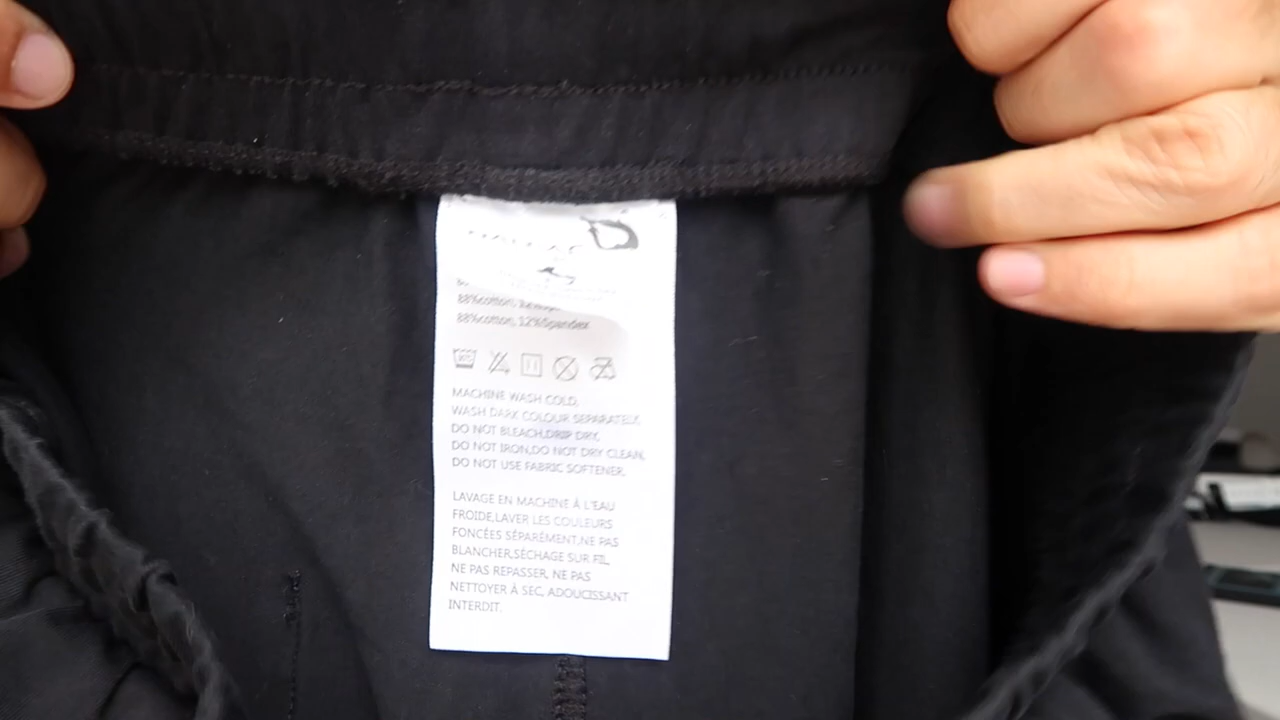 88%cotton, 12%Spandex
MACHINE WASH COLD,
WASH DARK COLOUR SEPARATELY,
DO NOT BLEACH,DRIP DRY,
DO NOT IRON,DO NOT DRY CLEAN,
DO NOT USE FABRIC SOFTENER.
LAVAGE EN MACHINE À L'EAU
FROIDE,LAVER LES COULEURS
FONCÉES SÉPARÉMENT,NE PAS
BLANCHER,SÉCHAGE SUR FIL,
NE PAS REPASSER, NE PAS
NETTOYER À SEC, ADOUCISSANT
INTERDIT.